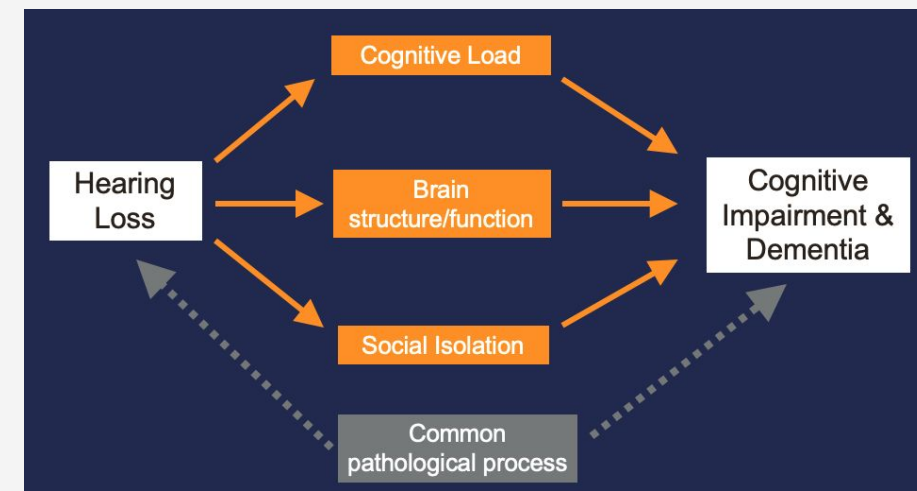 Cognitive Load
Hearing
Loss
Brain
structure/function
Cognitive
Impairment &
Dementia
Social Isolation
Common
pathological process